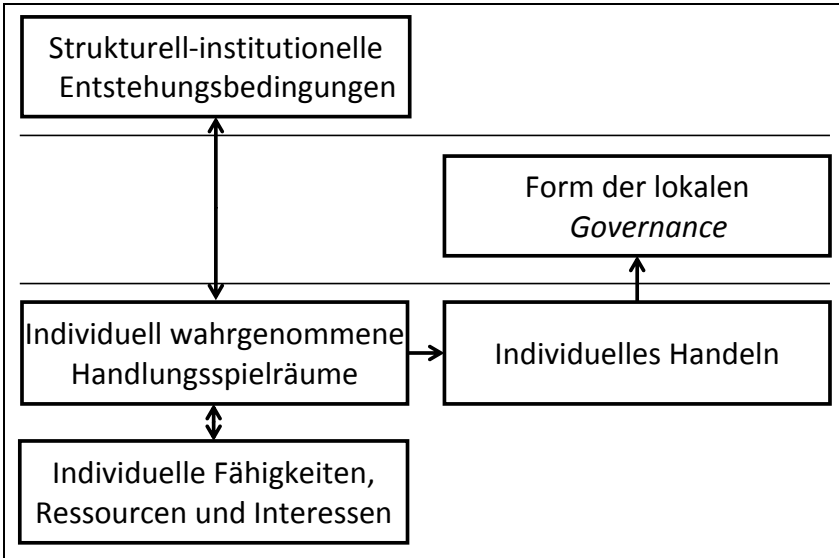 Strukturell-institutionelle
Entstehungsbedingungen
Form der lokalen
Governance
Individuell wahrgenommene
Handlungsspielräume
Individuelles Handeln
Individuelle Fähigkeiten,
Ressourcen und Interessen